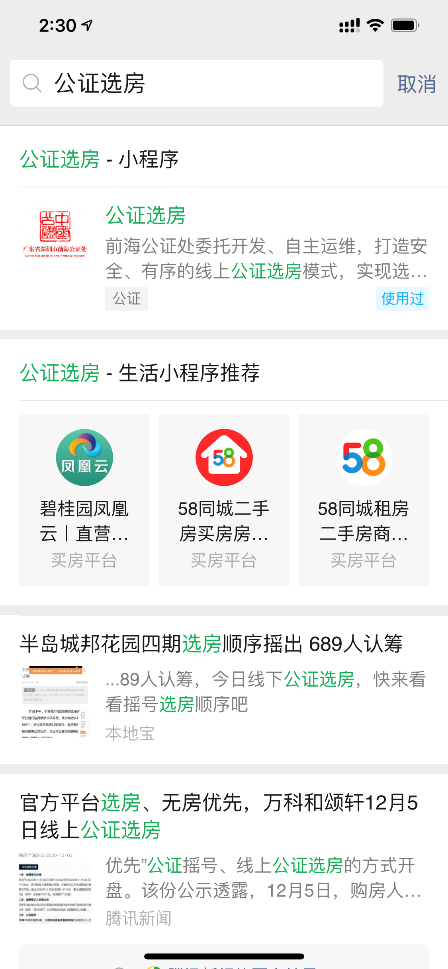 2:30
公证选房
取消
公证选房 - 小程序
公证选房
前海公证处委托开发、自主运维，打造安
全、有序的线上公证选房模式，实现选...
公证
使用过
公证选房 - 生活小程序推荐
凤凰云
58
58
碧桂园凤凰
云｜直营...
买房平台
58同城二手
房买房房...
买房平台
58同城租房
二手房商...
买房平台
半岛城邦花园四期选房顺序摇出 689人认筹
...89人认筹，今日线下公证选房，快来看
看摇号选房顺序吧
本地宝
官方平台选房、无房优先，万科和颂轩12月5
日线上公证选房
优先”公证摇号、线上公证选房的方式开
盘。该份公示透露，12月5日，购房人...
腾讯新闻